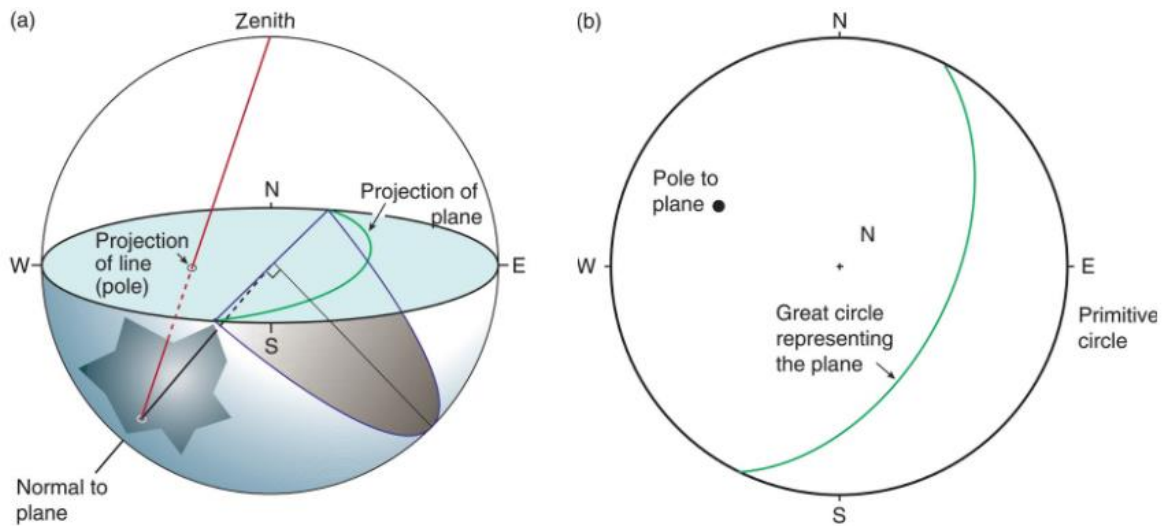 (a)
Zenith
N
Projection of
plane
Projection
of line
(pole)
W
E
S
Normal to
plane
(b)
N
Pole to
plane
N
W
E
Great circle
representing
the plane
Primitive
circle
S